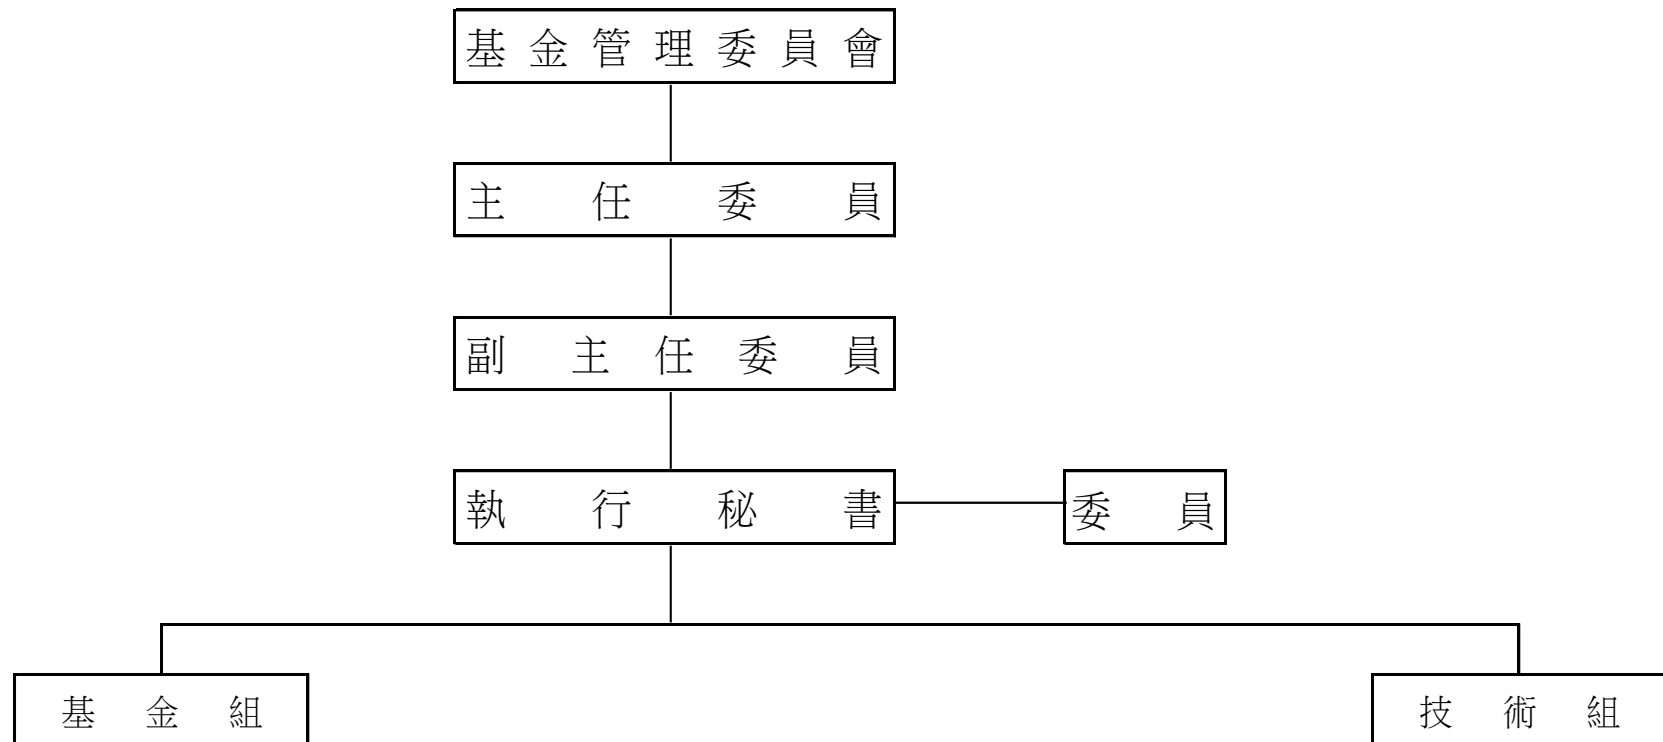 基金管理委員會
主任委員
副主任委員
執行秘書
委員
基金組
技術組